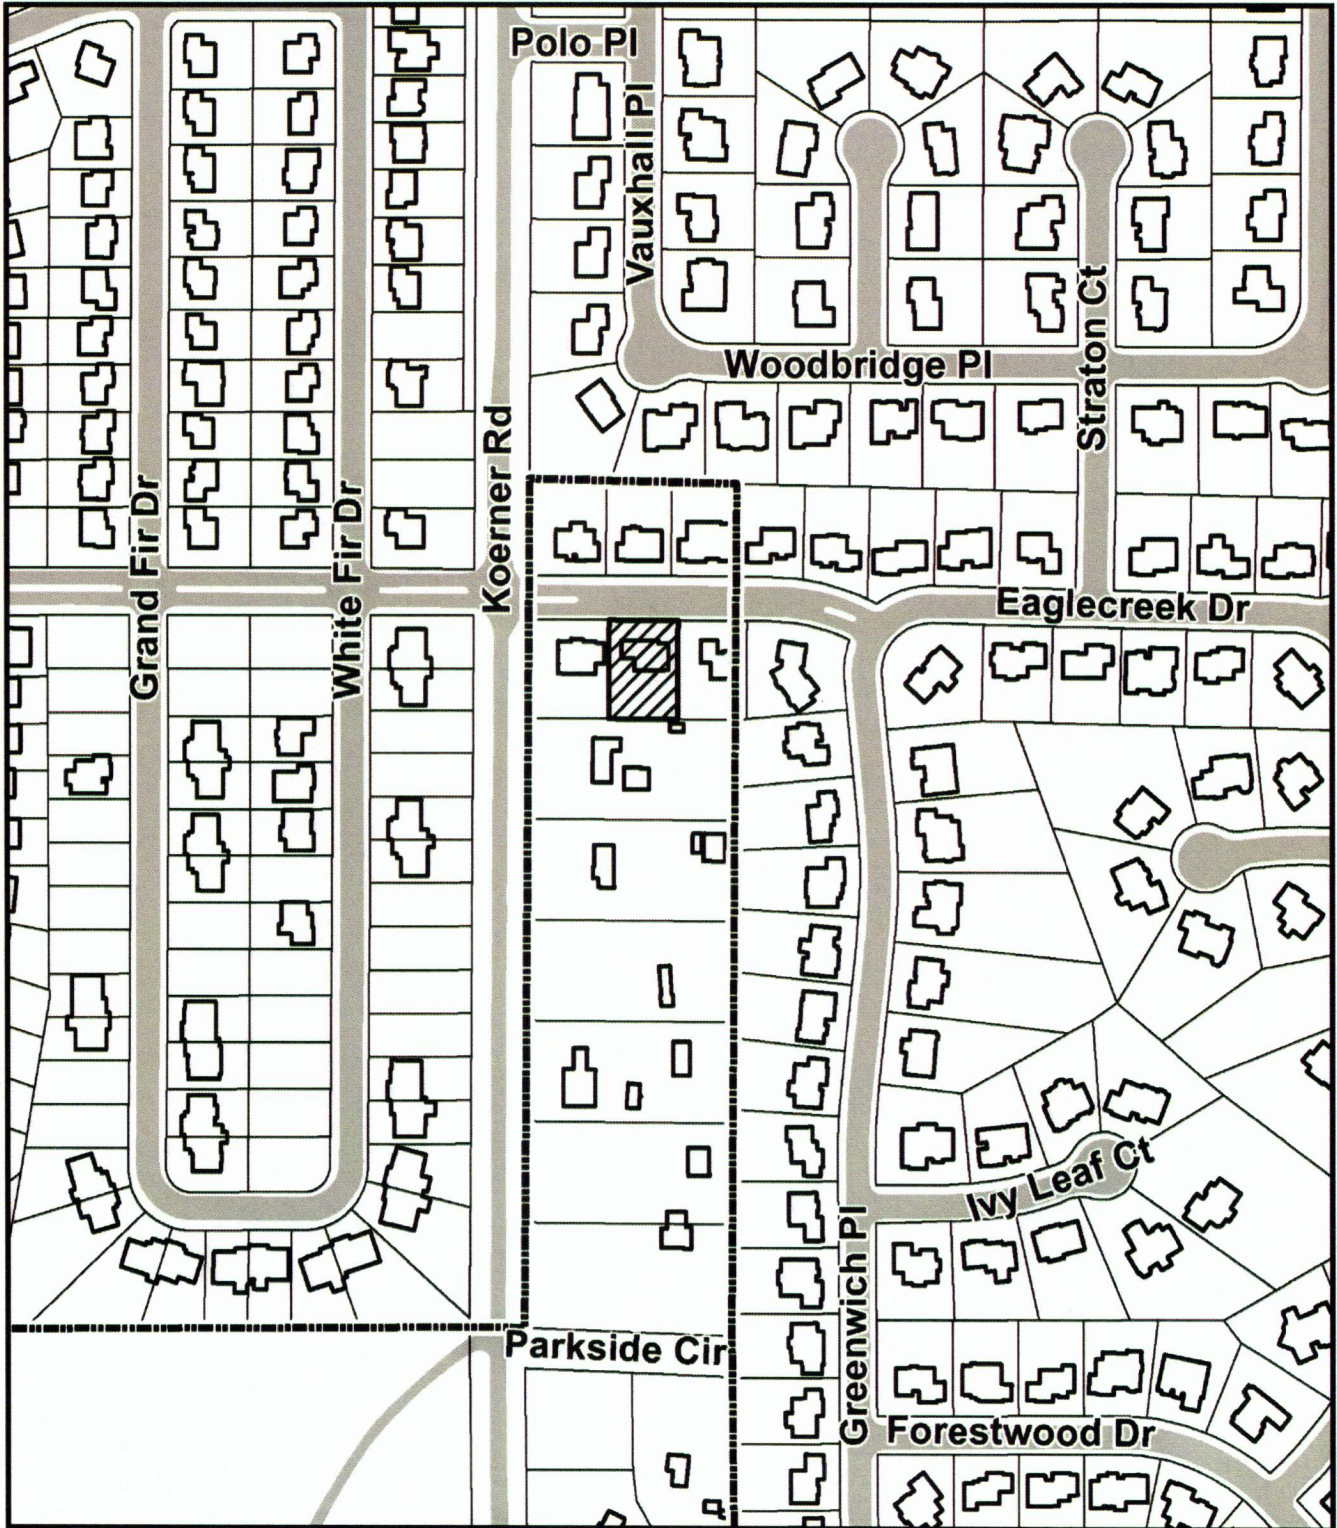 Polo Pl
Vauxhall Pl
Woodbridge Pl
Straton Ct
Koerner Rd
Grand Fir Dr
White Fir Dr
Eaglecreek Dr
Ivy Leaf Ct
Greenwich Pl
Parkside Cir
Forestwood Dr